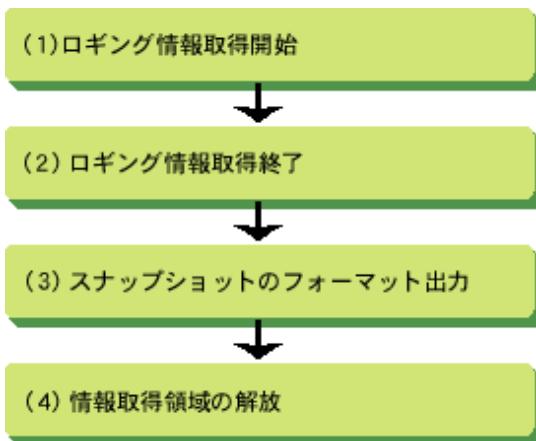 (1)ロギング情報取得開始
(2) ロギング情報取得終了
(3) スナップショットのフォーマット出力
(4) 情報取得領域の解放